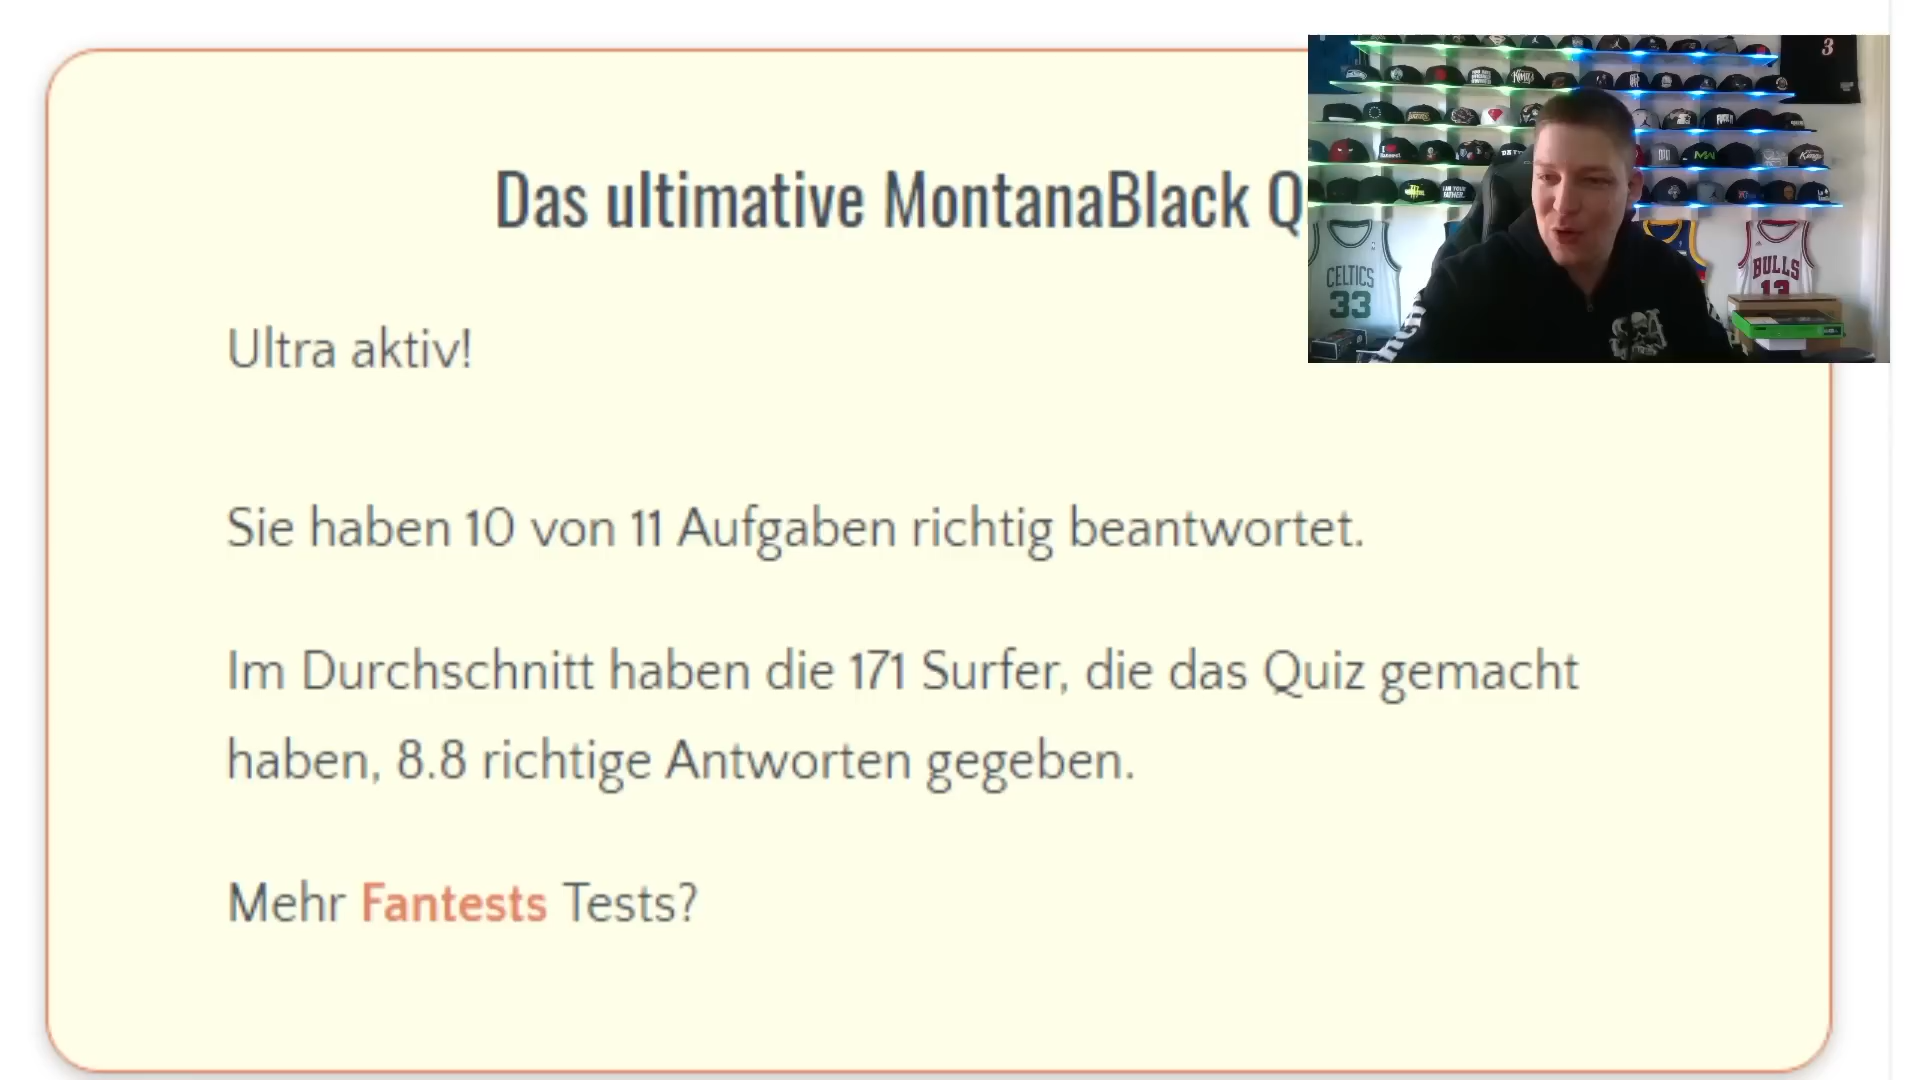 Das ultimative MontanaBlack Q
Ultra aktiv!
Sie haben 10 von 11 Aufgaben richtig beantwortet.
Im Durchschnitt haben die 171 Surfer, die das Quiz gemacht
haben, 8.8 richtige Antworten gegeben.
Mehr Fantests Tests?
3
CELTICS
33
BULLS
13